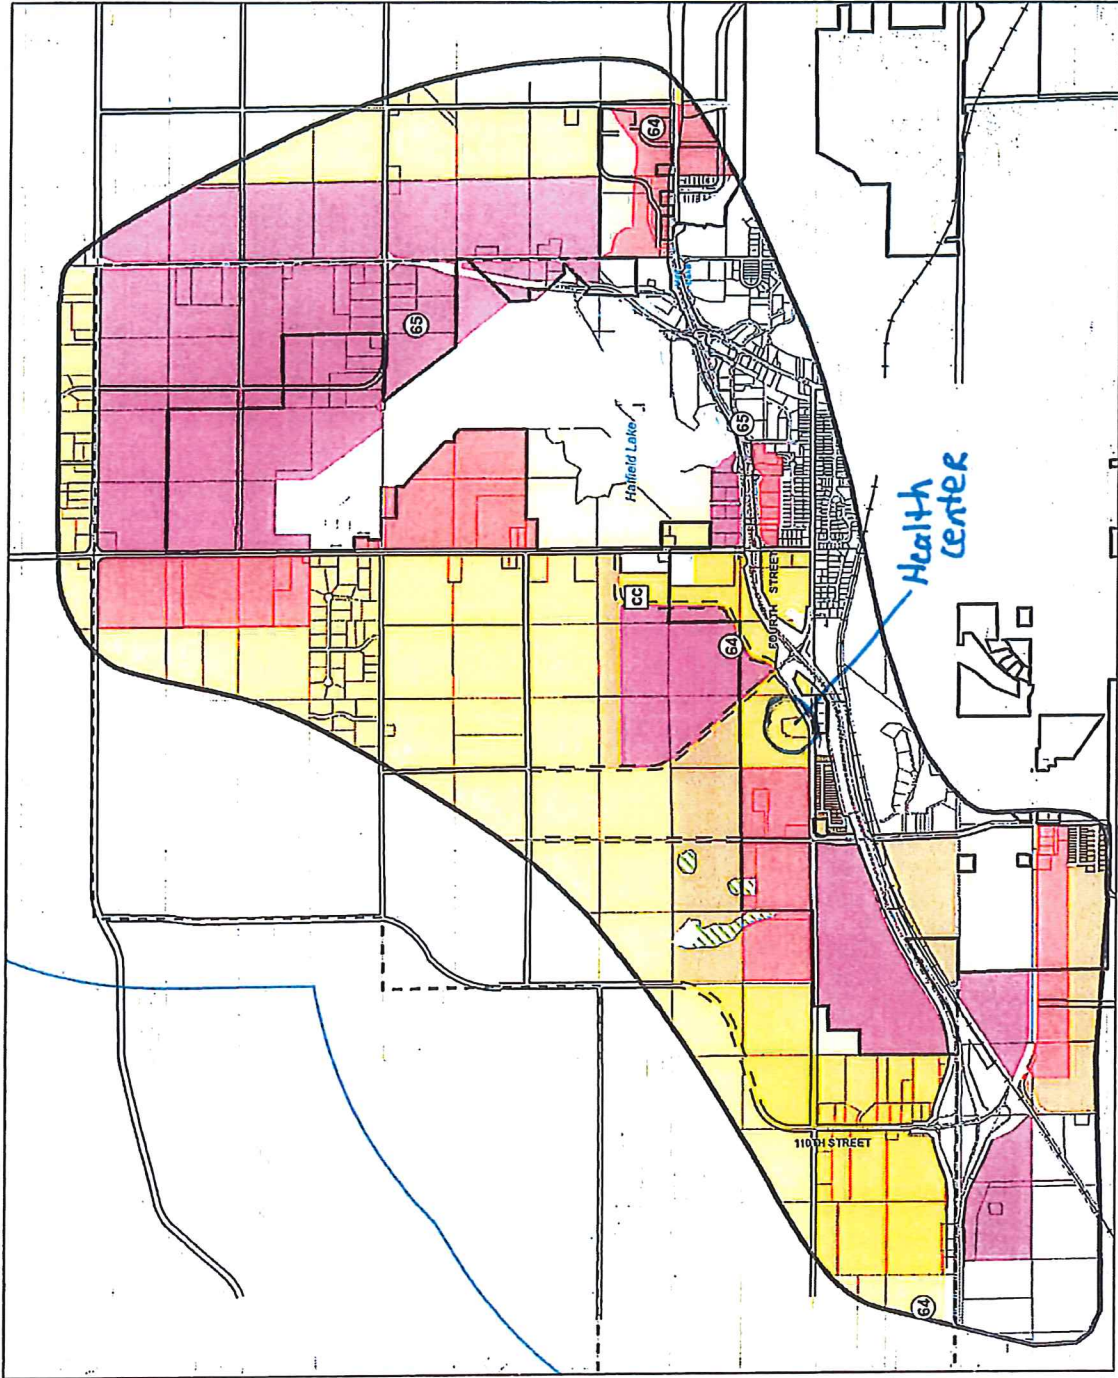 64
65
Hatfield Lake
65
Health
Center
CC
FOURTH STREET
64
110TH STREET
64